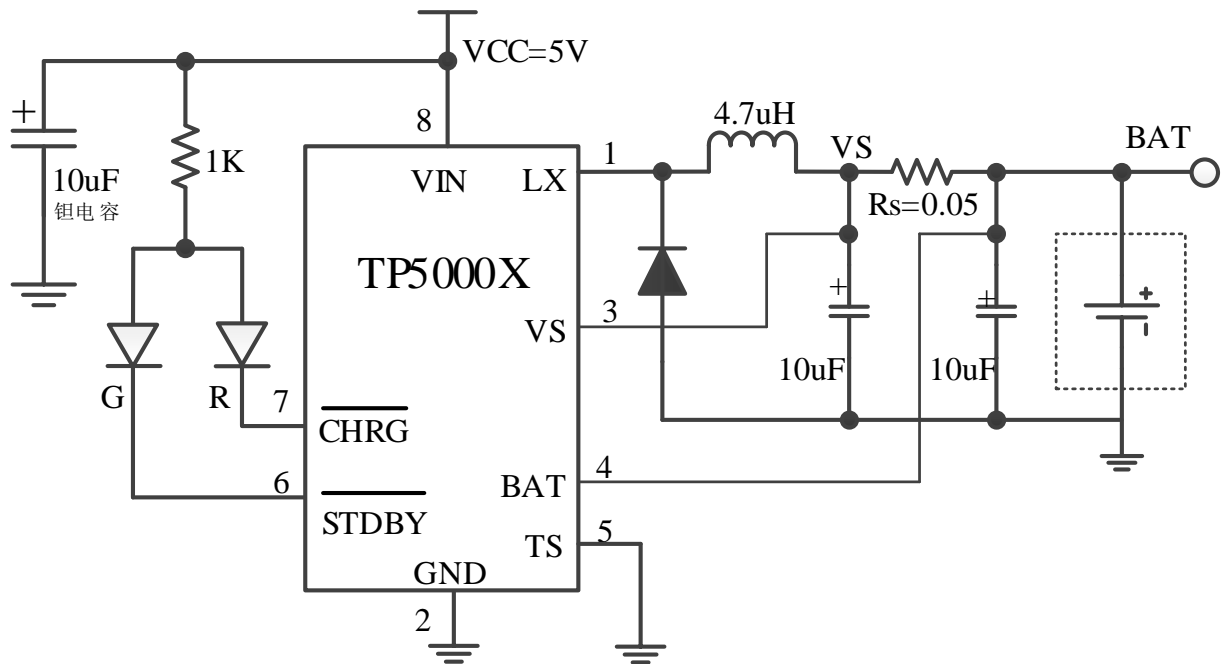 VCC=5V
+
10uF
钽电容
1K
8
VIN
1
LX
4.7uH
VS
Rs=0.05
BAT
TP5000X
3
VS
+
10uF
+
10uF
+
G
R
7
CHRG
6
STDBY
4
BAT
5
TS
GND
2